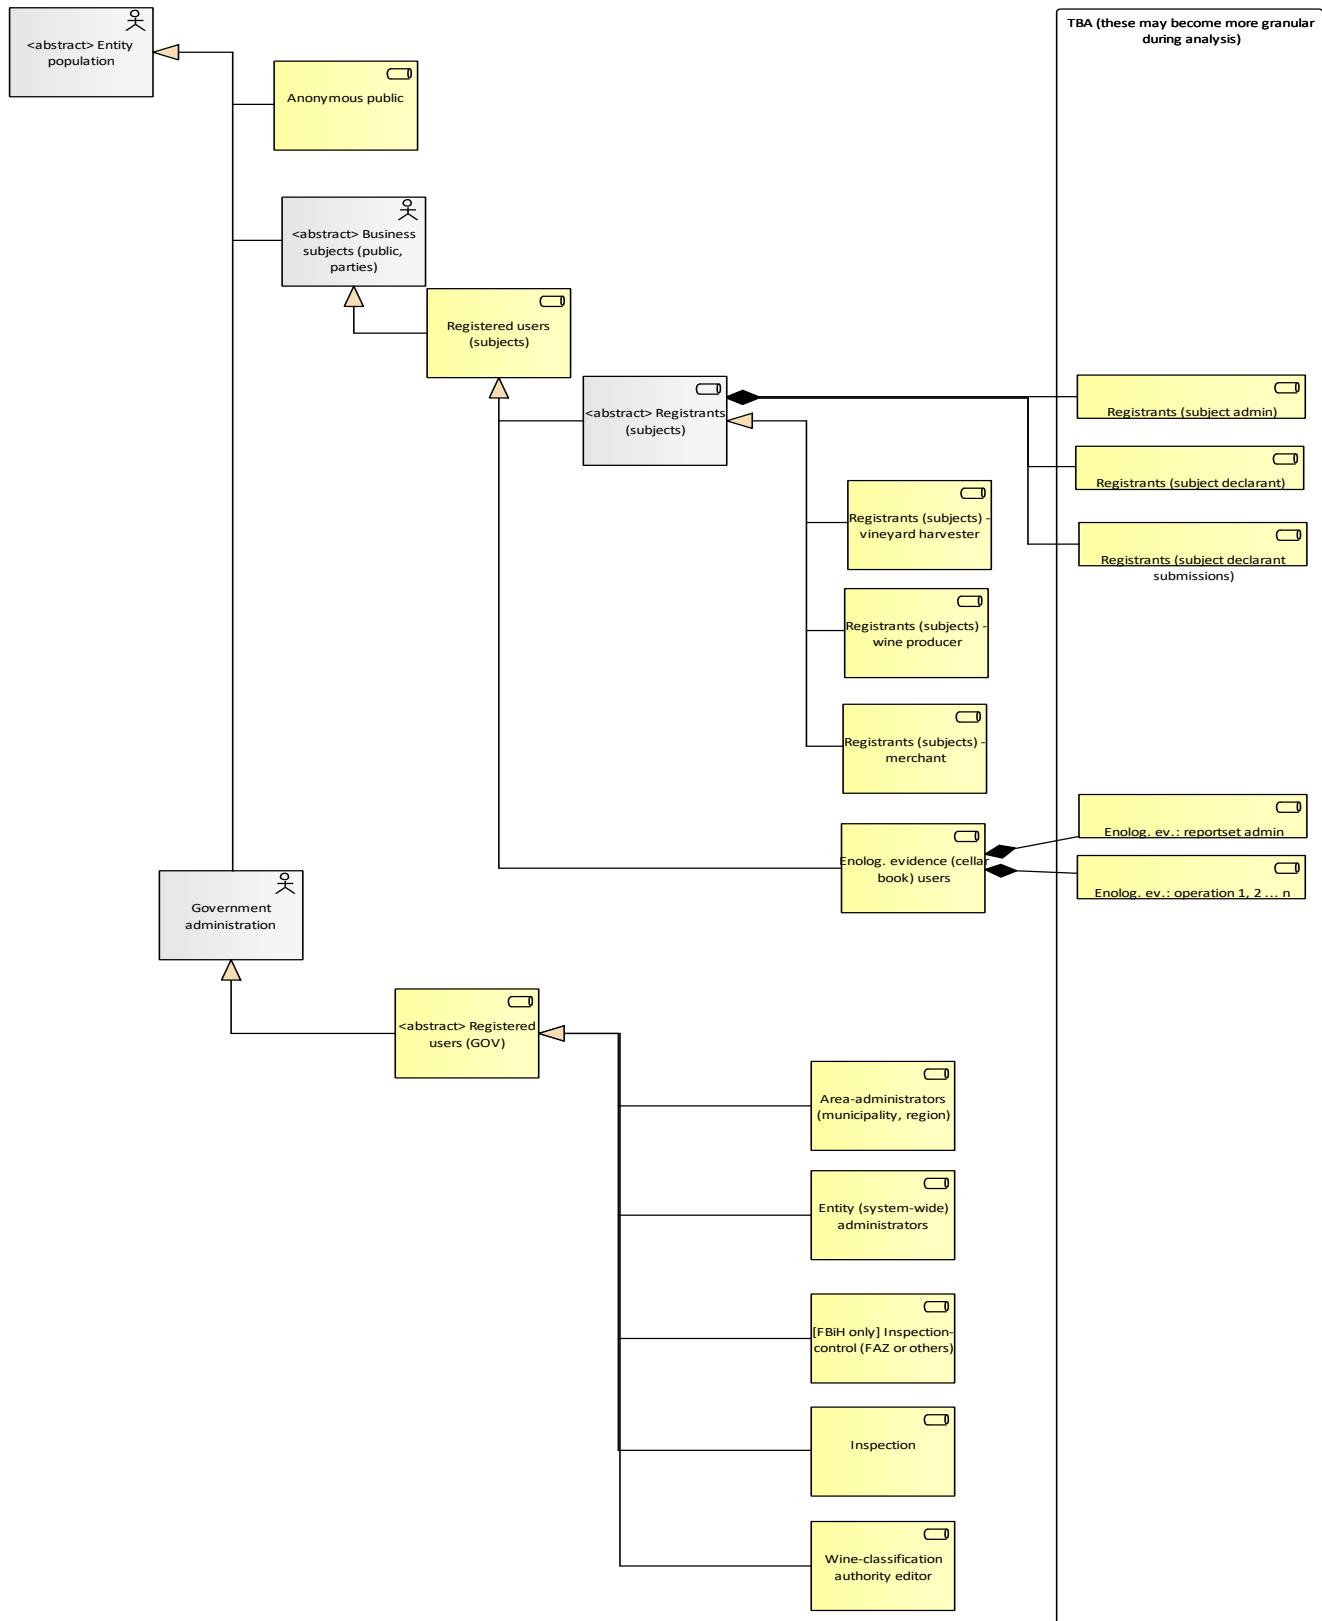 <abstract> Entity
population
TBA (these may become more granular
during analysis)
Anonymous public
<abstract> Business
subjects (public,
parties)
Registered users
(subjects)
<abstract> Registrants
(subjects)
Registrants (subject admin)
Registrants (subject declarant)
Registrants (subjects) -
vineyard harvester
Registrants (subject declarant
submissions)
Registrants (subjects) -
wine producer
Registrants (subjects) -
merchant
Enolog. ev.: reportset admin
Enolog. evidence (cellar
book) users
Enolog. ev.: operation 1, 2 ... n
Government
administration
<abstract> Registered
users (GOV)
Area-administrators
(municipality, region)
Entity (system-wide)
administrators
[FBiH only] Inspection-
control (FAZ or others)
Inspection
Wine-classification
authority editor